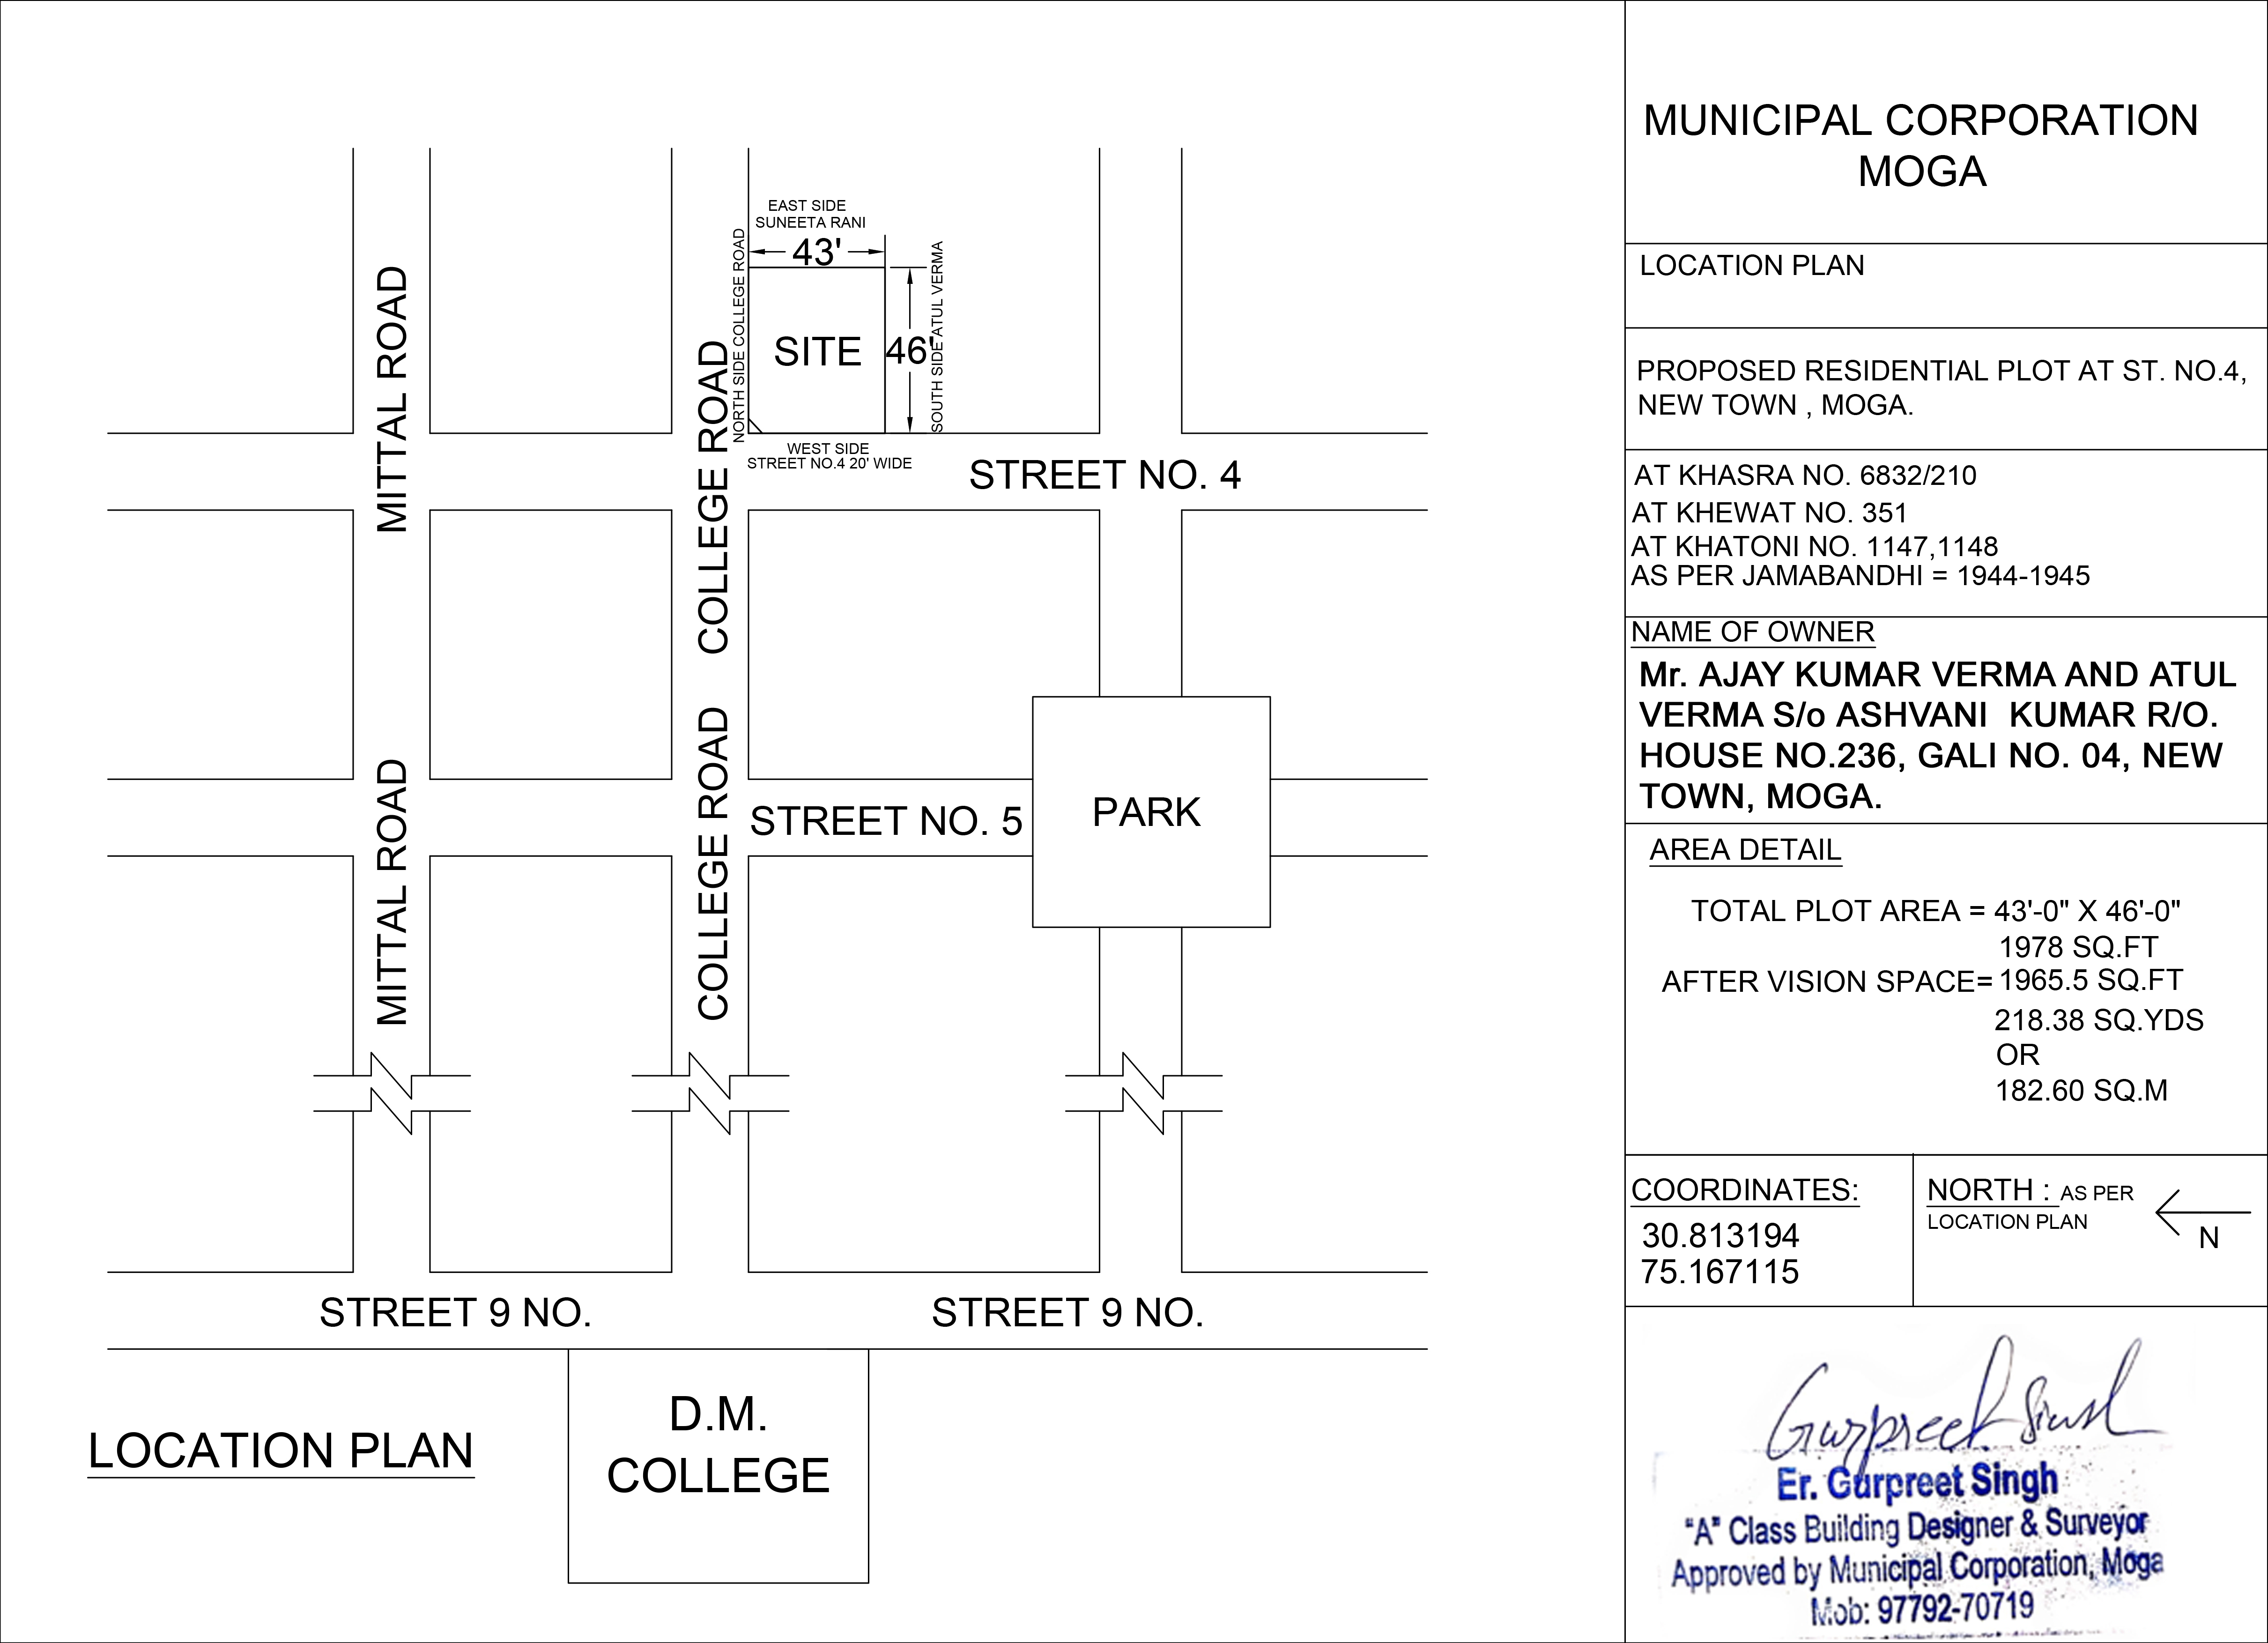 EAST SIDE
SUNEETA RANI
43'
NORTH SIDE COLLEGE ROAD
SITE
46'
SOUTH SIDE ATUL VERMA
WEST SIDE
STREET NO.4 20' WIDE
MITTAL ROAD
COLLEGE ROAD
STREET NO. 4
MITTAL ROAD
COLLEGE ROAD
STREET NO. 5
PARK
STREET 9 NO.
STREET 9 NO.
D.M.
COLLEGE
LOCATION PLAN
MUNICIPAL CORPORATION
MOGA
LOCATION PLAN
PROPOSED RESIDENTIAL PLOT AT ST. NO.4,
NEW TOWN , MOGA.
AT KHASRA NO. 6832/210
AT KHEWAT NO. 351
AT KHATONI NO. 1147,1148
AS PER JAMABANDHI = 1944-1945
NAME OF OWNER
Mr. AJAY KUMAR VERMA AND ATUL
VERMA S/o ASHVANI KUMAR R/O.
HOUSE NO.236, GALI NO. 04, NEW
TOWN, MOGA.
AREA DETAIL
TOTAL PLOT AREA = 43'-0" X 46'-0"
1978 SQ.FT
AFTER VISION SPACE= 1965.5 SQ.FT
218.38 SQ.YDS
OR
182.60 SQ.M
COORDINATES:
30.813194
75.167115
NORTH : AS PER
LOCATION PLAN
N
Gurpreet Singh
Er. Gurpreet Singh
"A" Class Building Designer & Surveyor
Approved by Municipal Corporation, Moga
Mob: 97792-70719